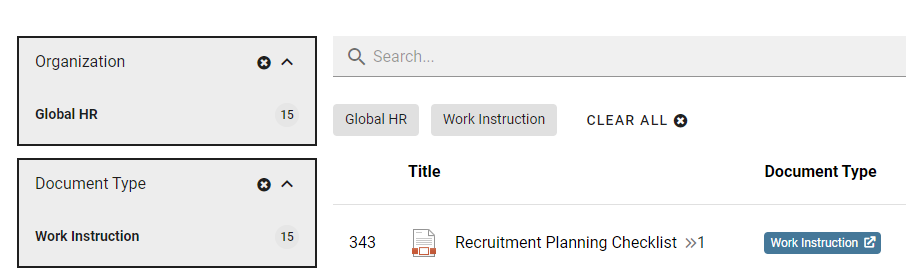 Organization
Global HR 15
Document Type
Work Instruction 15
Search...
Global HR Work Instruction CLEAR ALL
Title Document Type
343 Recruitment Planning Checklist »1 Work Instruction